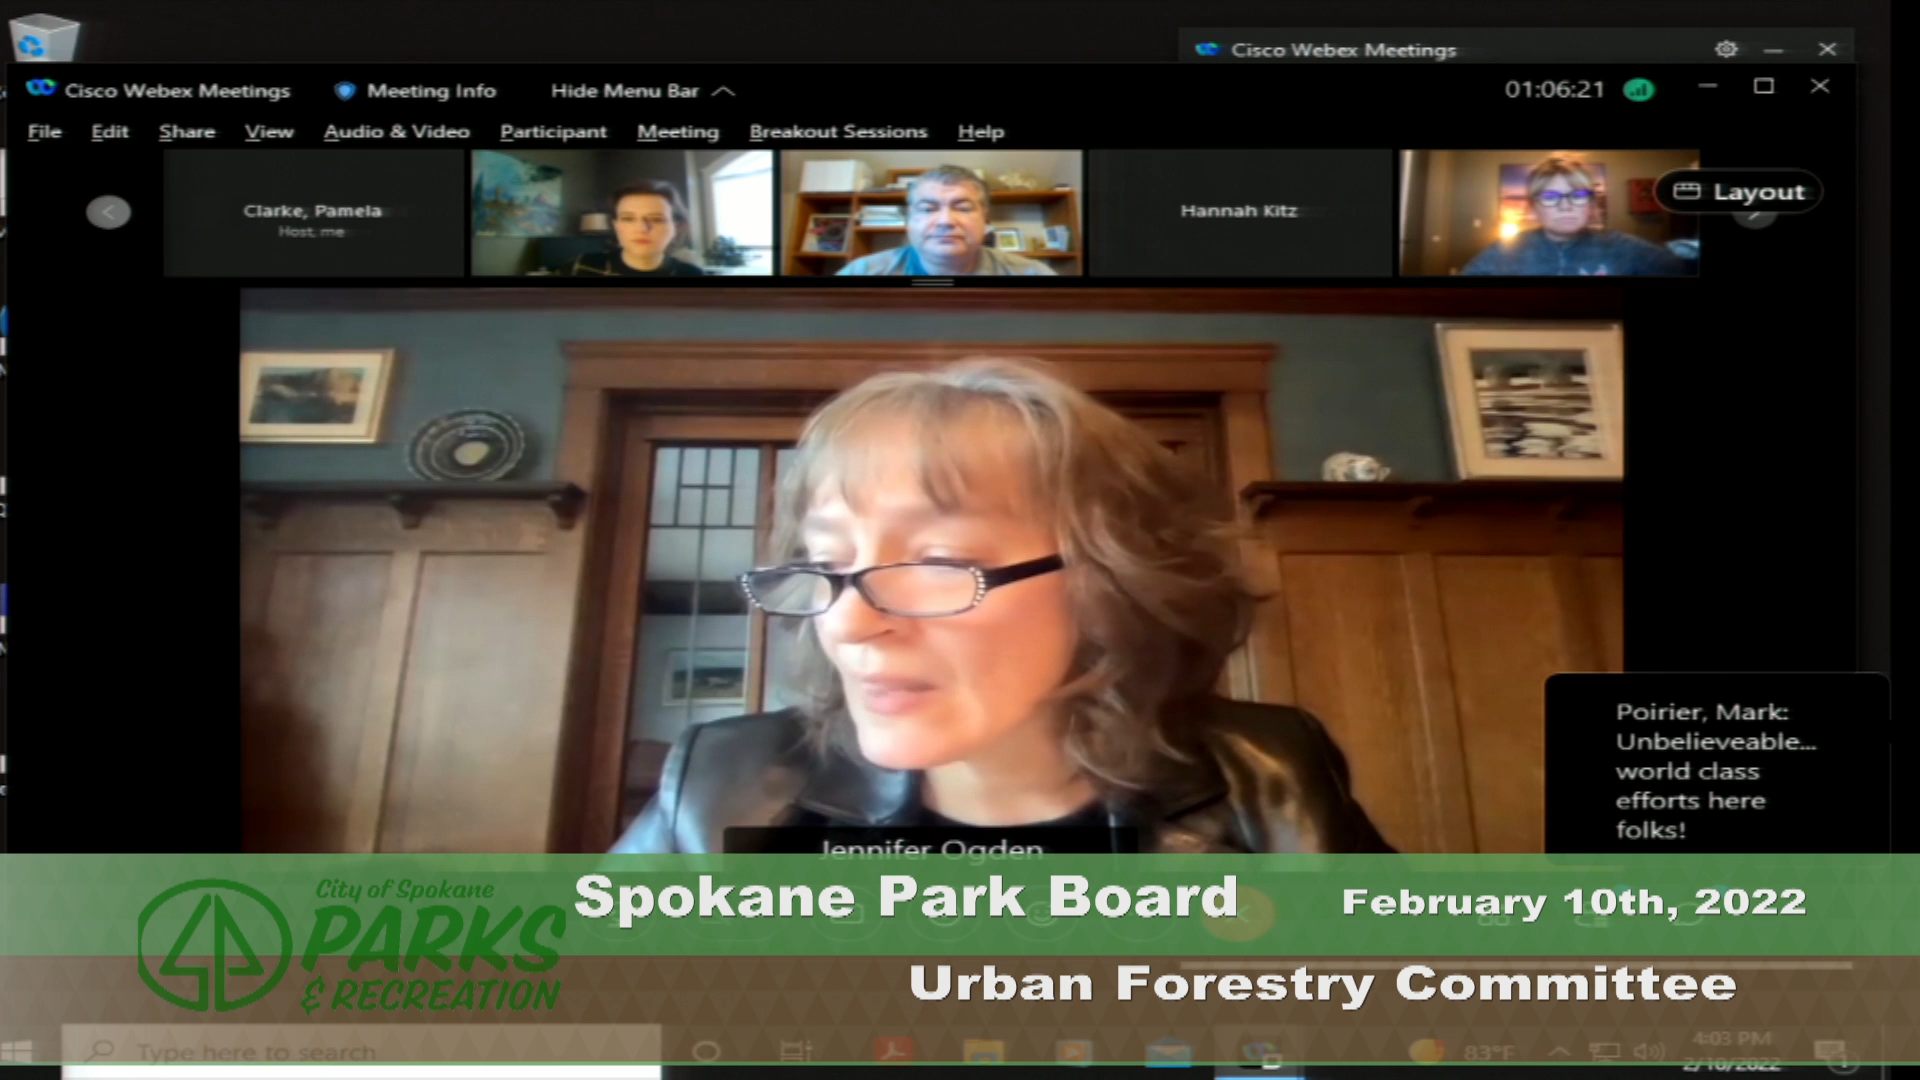 Cisco Webex Meetings
Cisco Webex Meetings
Meeting Info
Hide Menu Bar
01:06:21
File Edit Share View Audio & Video Participant Meeting Breakout Sessions Help
Clarke, Pamela
Host, me
Hannah Kitz
Layout
Poirier, Mark:
Unbelieveable...
world class
efforts here
folks!
Jennifer Ogden
City of Spokane
PARKS
& RECREATION
Spokane Park Board
February 10th, 2022
Urban Forestry Committee
Type here to search
83°F
4:03 PM
2/10/2022